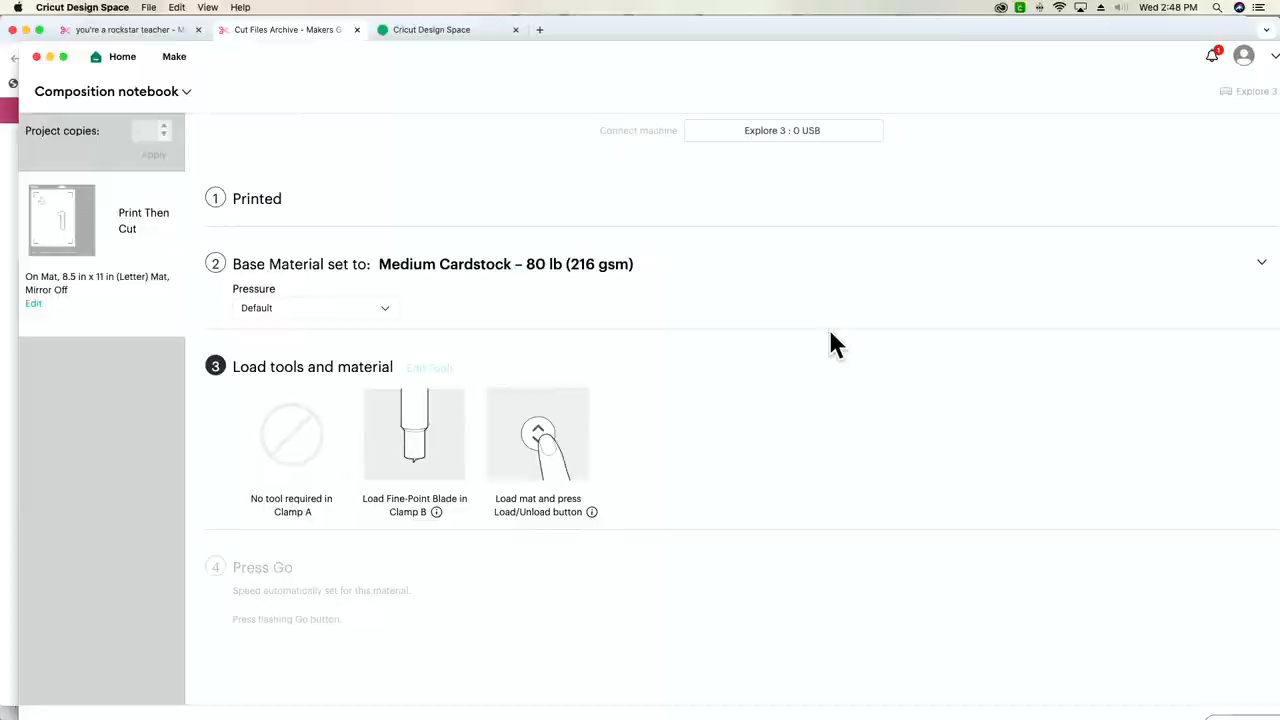 Cricut Design Space File Edit View Help
Wed 2:48 PM
you're a rockstar teacher - M
Cut Files Archive - Makers G
Cricut Design Space
Home Make
1
Composition notebook
Explore 3
Project copies:
Apply
Connect machine
Explore 3 : 0 USB
Print Then
Cut
On Mat, 8.5 in x 11 in (Letter) Mat,
Mirror Off
Edit
1 Printed
2 Base Material set to: Medium Cardstock – 80 lb (216 gsm)
Pressure
Default
3 Load tools and material Edit Tools
No tool required in
Clamp A
Load Fine-Point Blade in
Clamp B
Load mat and press
Load/Unload button
4 Press Go
Speed automatically set for this material.
Press flashing Go button.